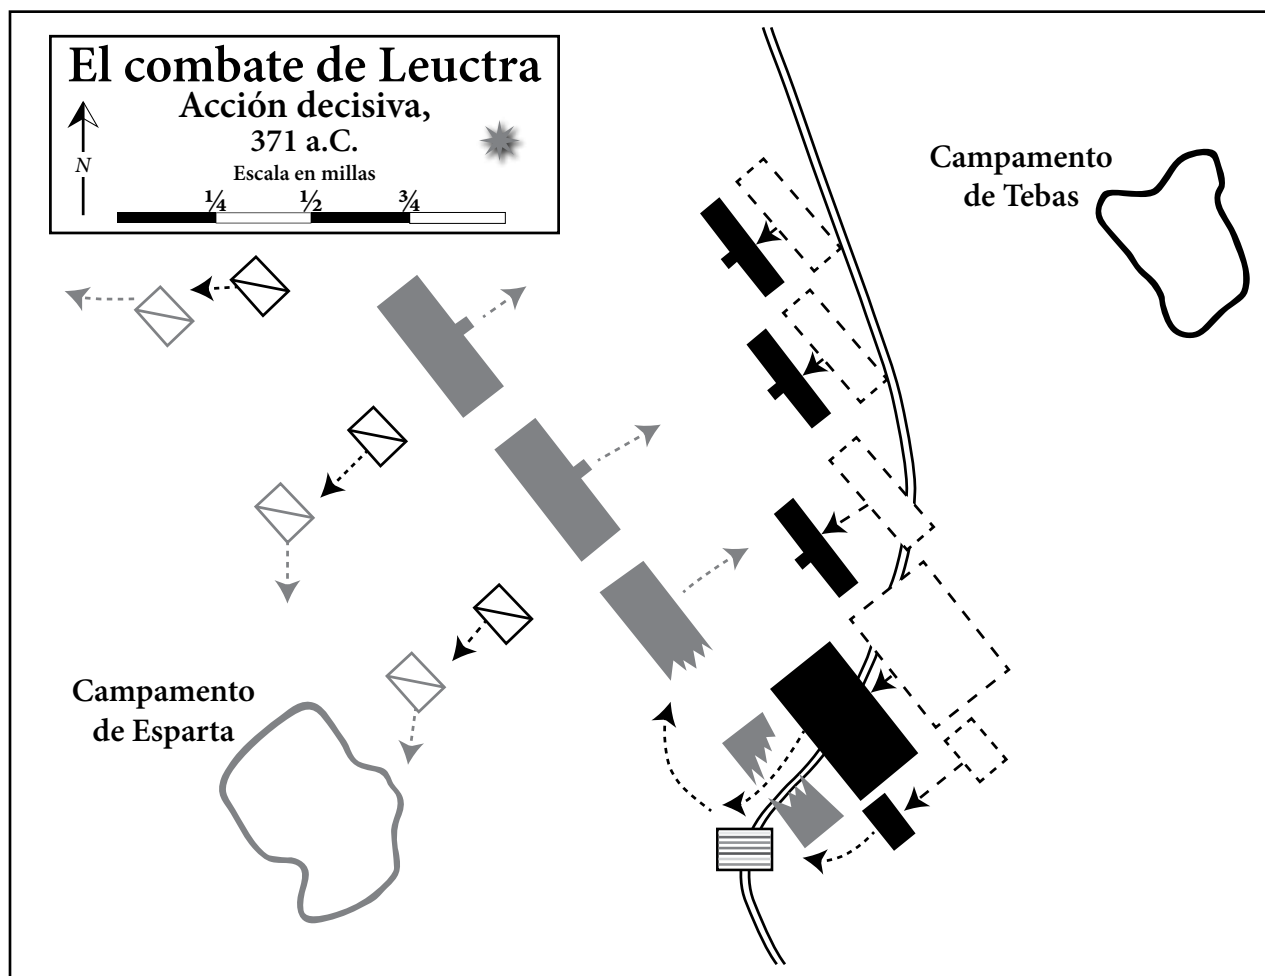 El combate de Leuctra
Acción decisiva,
371 a.C.
N
Escala en millas
¼ ½ ¾
Campamento
de Tebas
Campamento
de Esparta